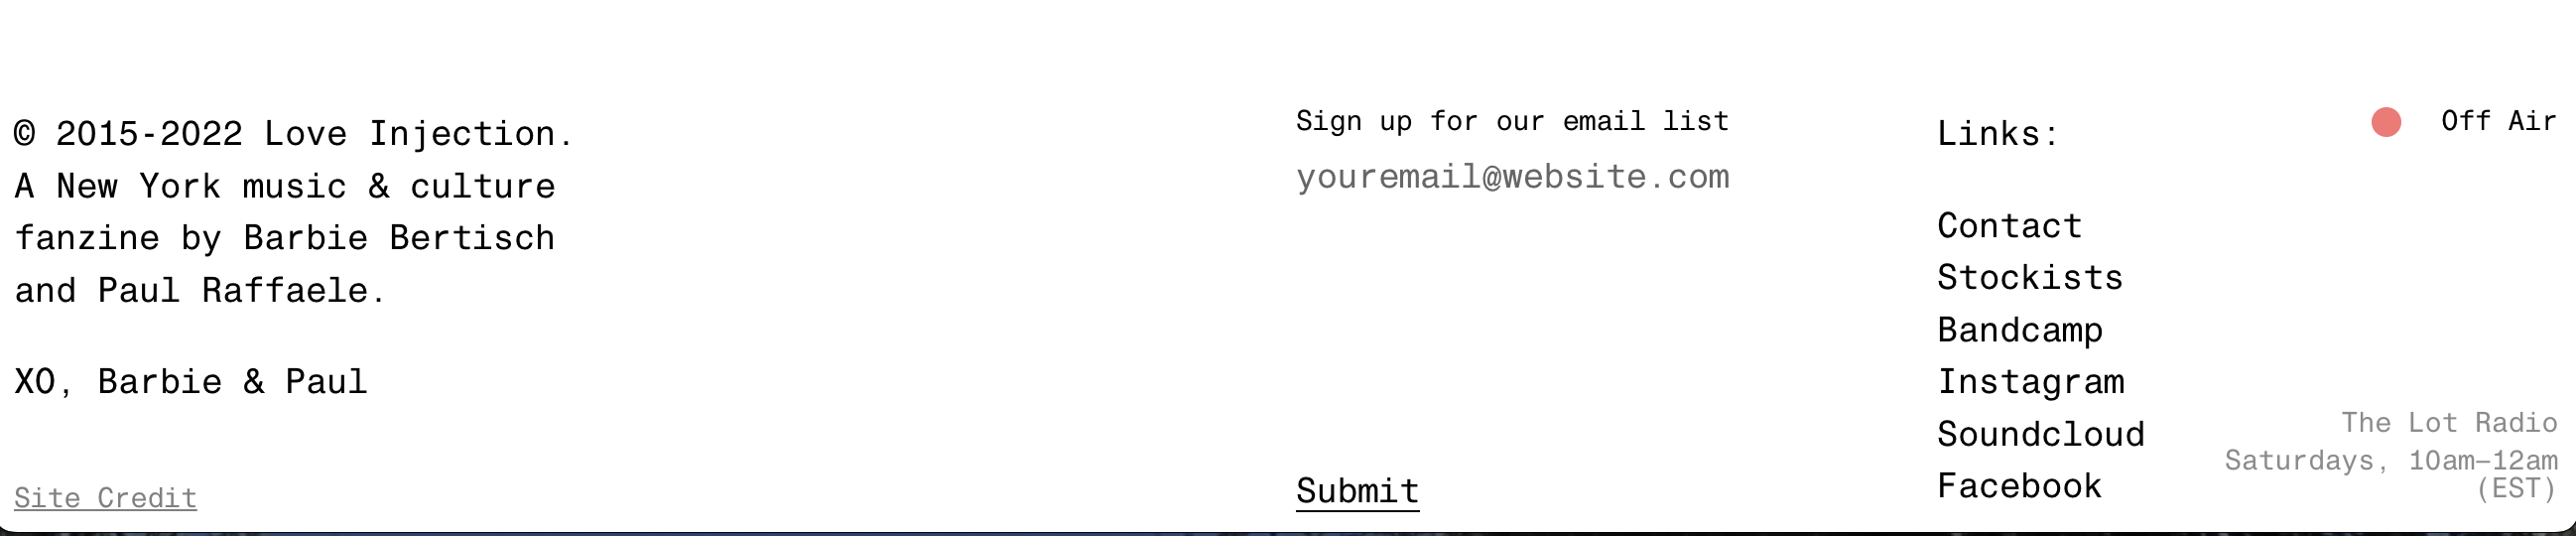 © 2015-2022 Love Injection.
A New York music & culture
fanzine by Barbie Bertisch
and Paul Raffaele.
XO, Barbie & Paul
Site Credit
Sign up for our email list
youremail@website.com
Submit
Links:
Contact
Stockists
Bandcamp
Instagram
Soundcloud
Facebook
Off Air
The Lot Radio
Saturdays, 10am–12am
(EST)